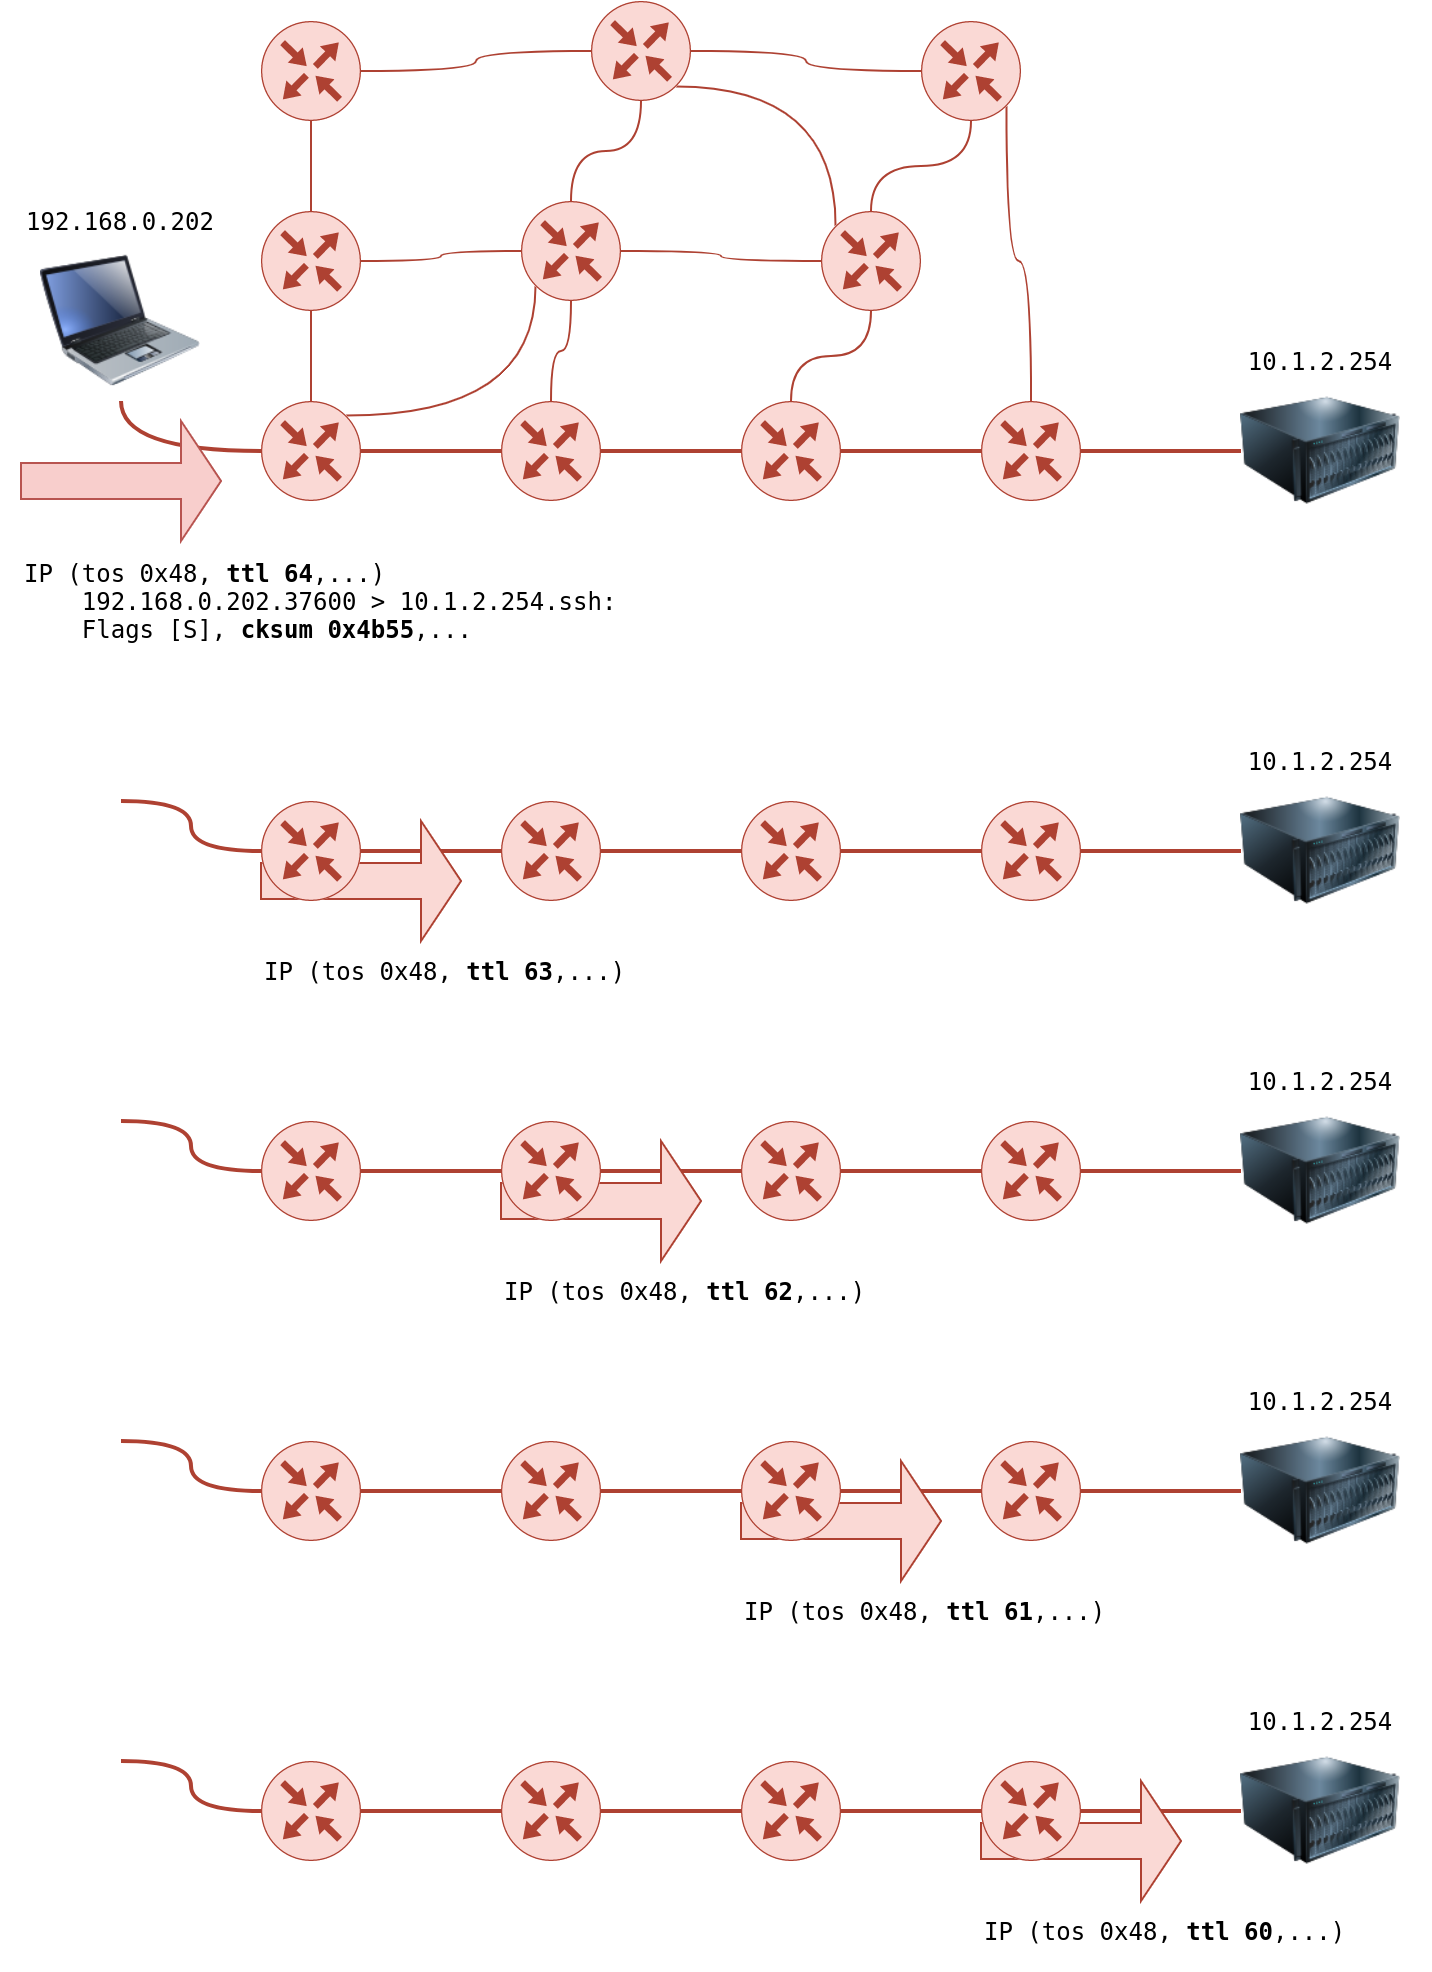 192.168.0.202
10.1.2.254
IP (tos 0x48, ttl 64,...)
192.168.0.202.37600 > 10.1.2.254.ssh:
Flags [S], cksum 0x4b55,...
10.1.2.254
IP (tos 0x48, ttl 63,...)
10.1.2.254
IP (tos 0x48, ttl 62,...)
10.1.2.254
IP (tos 0x48, ttl 61,...)
10.1.2.254
IP (tos 0x48, ttl 60,...)